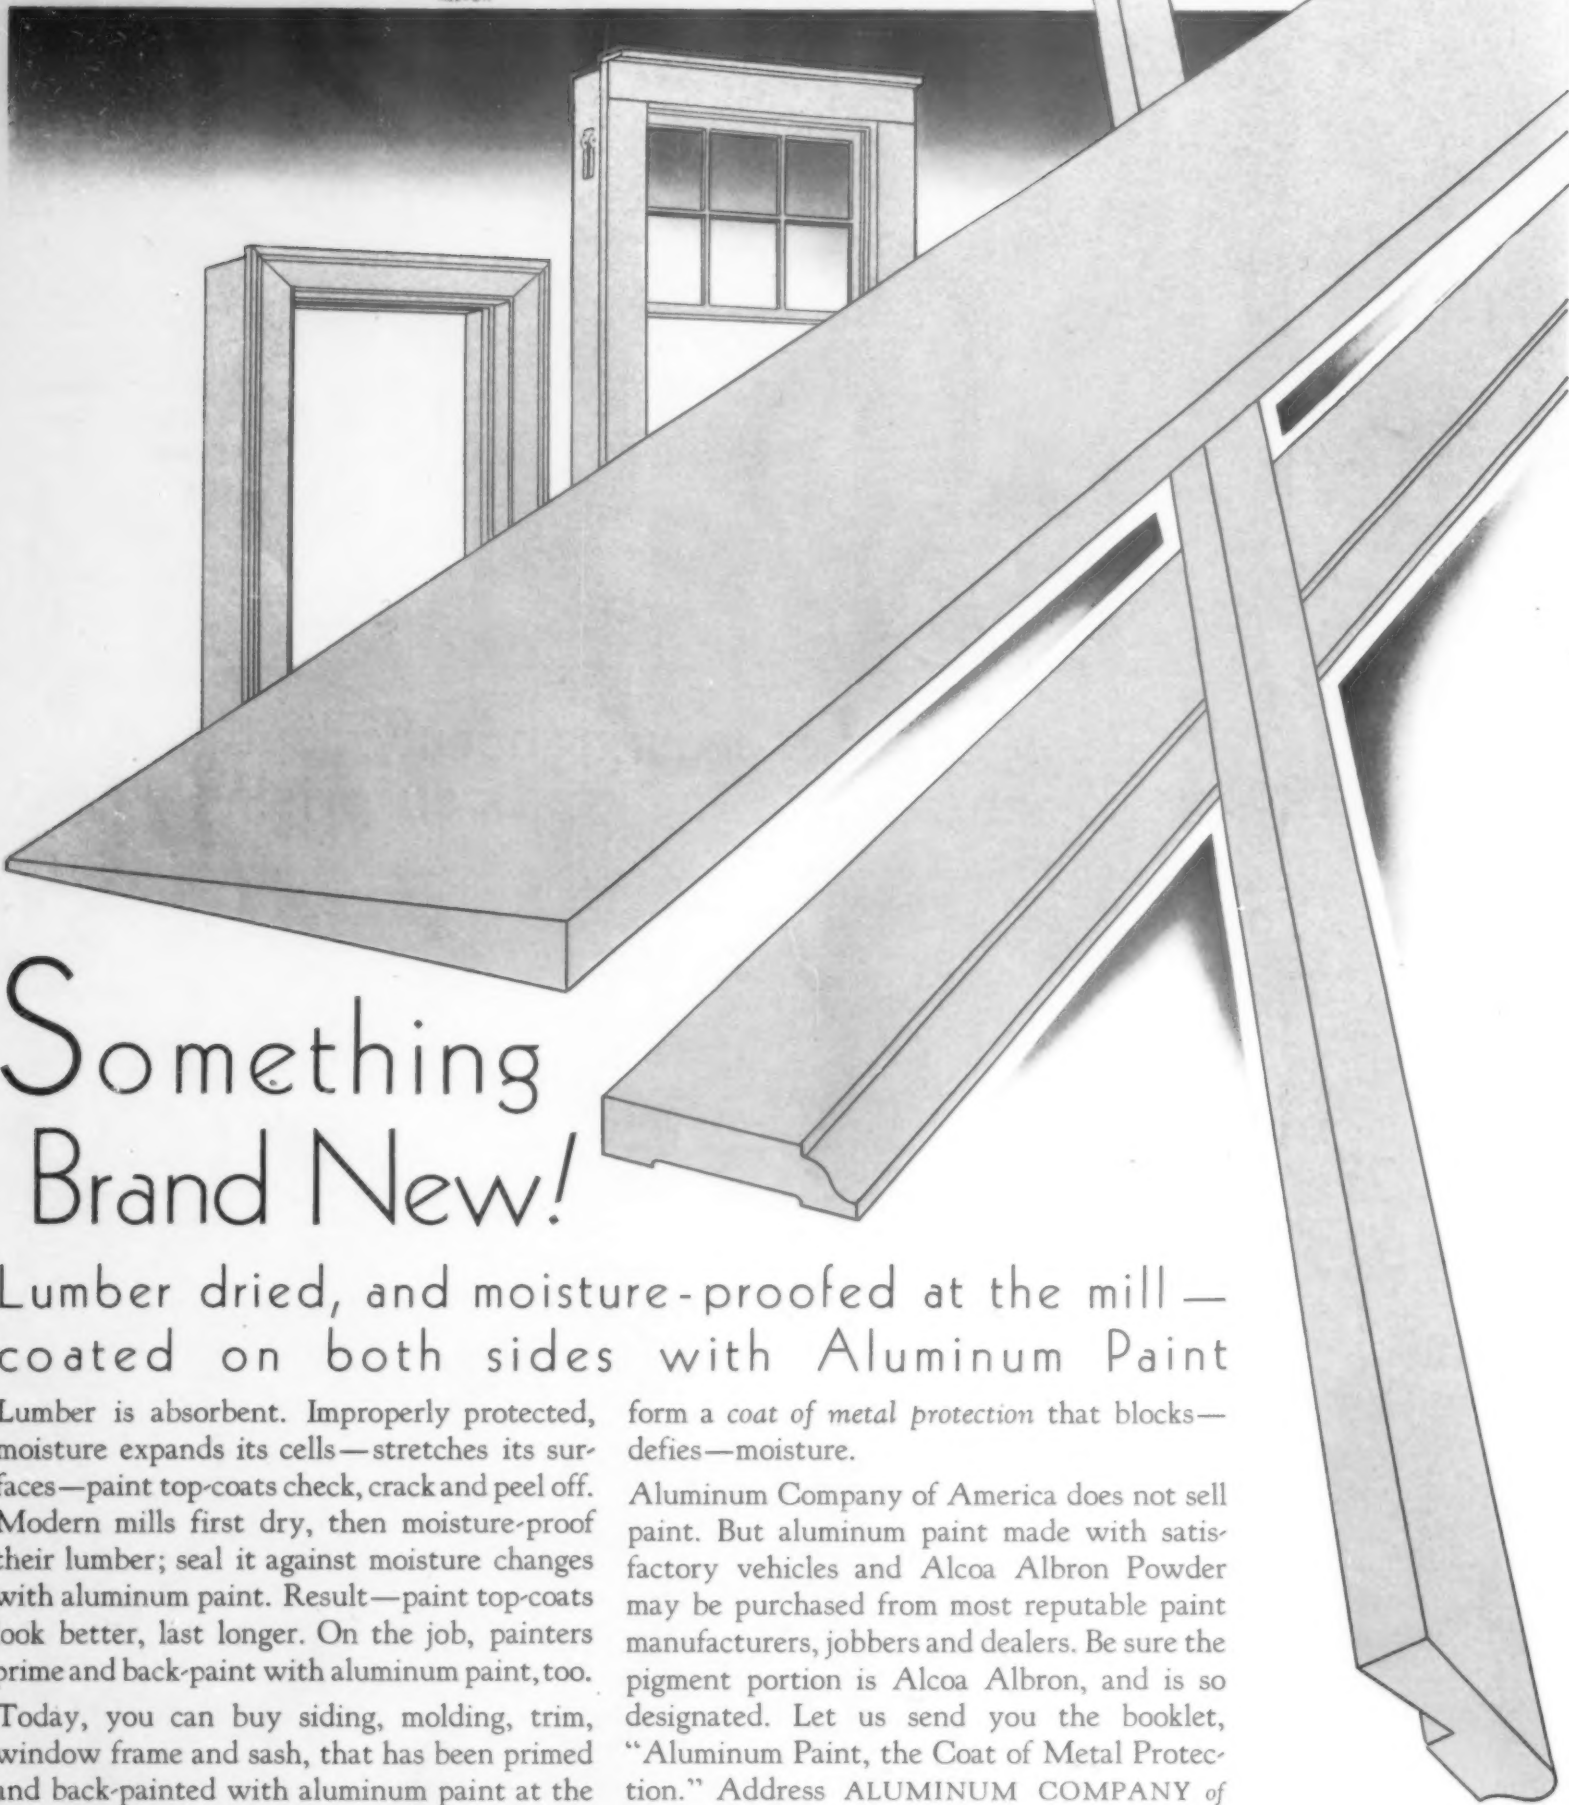 Something
Brand New!
Lumber dried, and moisture-proofed at the mill —
coated on both sides with Aluminum Paint
Lumber is absorbent. Improperly protected,
moisture expands its cells—stretches its sur-
faces—paint top-coats check, crack and peel off.
Modern mills first dry, then moisture-proof
their lumber; seal it against moisture changes
with aluminum paint. Result—paint top-coats
look better, last longer. On the job, painters
prime and back-paint with aluminum paint, too.
Today, you can buy siding, molding, trim,
window frame and sash, that has been primed
and back-painted with aluminum paint at the
form a coat of metal protection that blocks—
defies—moisture.
Aluminum Company of America does not sell
paint. But aluminum paint made with satis-
factory vehicles and Alcoa Albron Powder
may be purchased from most reputable paint
manufacturers, jobbers and dealers. Be sure the
pigment portion is Alcoa Albron, and is so
designated. Let us send you the booklet,
“Aluminum Paint, the Coat of Metal Protec-
tion.” Address ALUMINUM COMPANY of